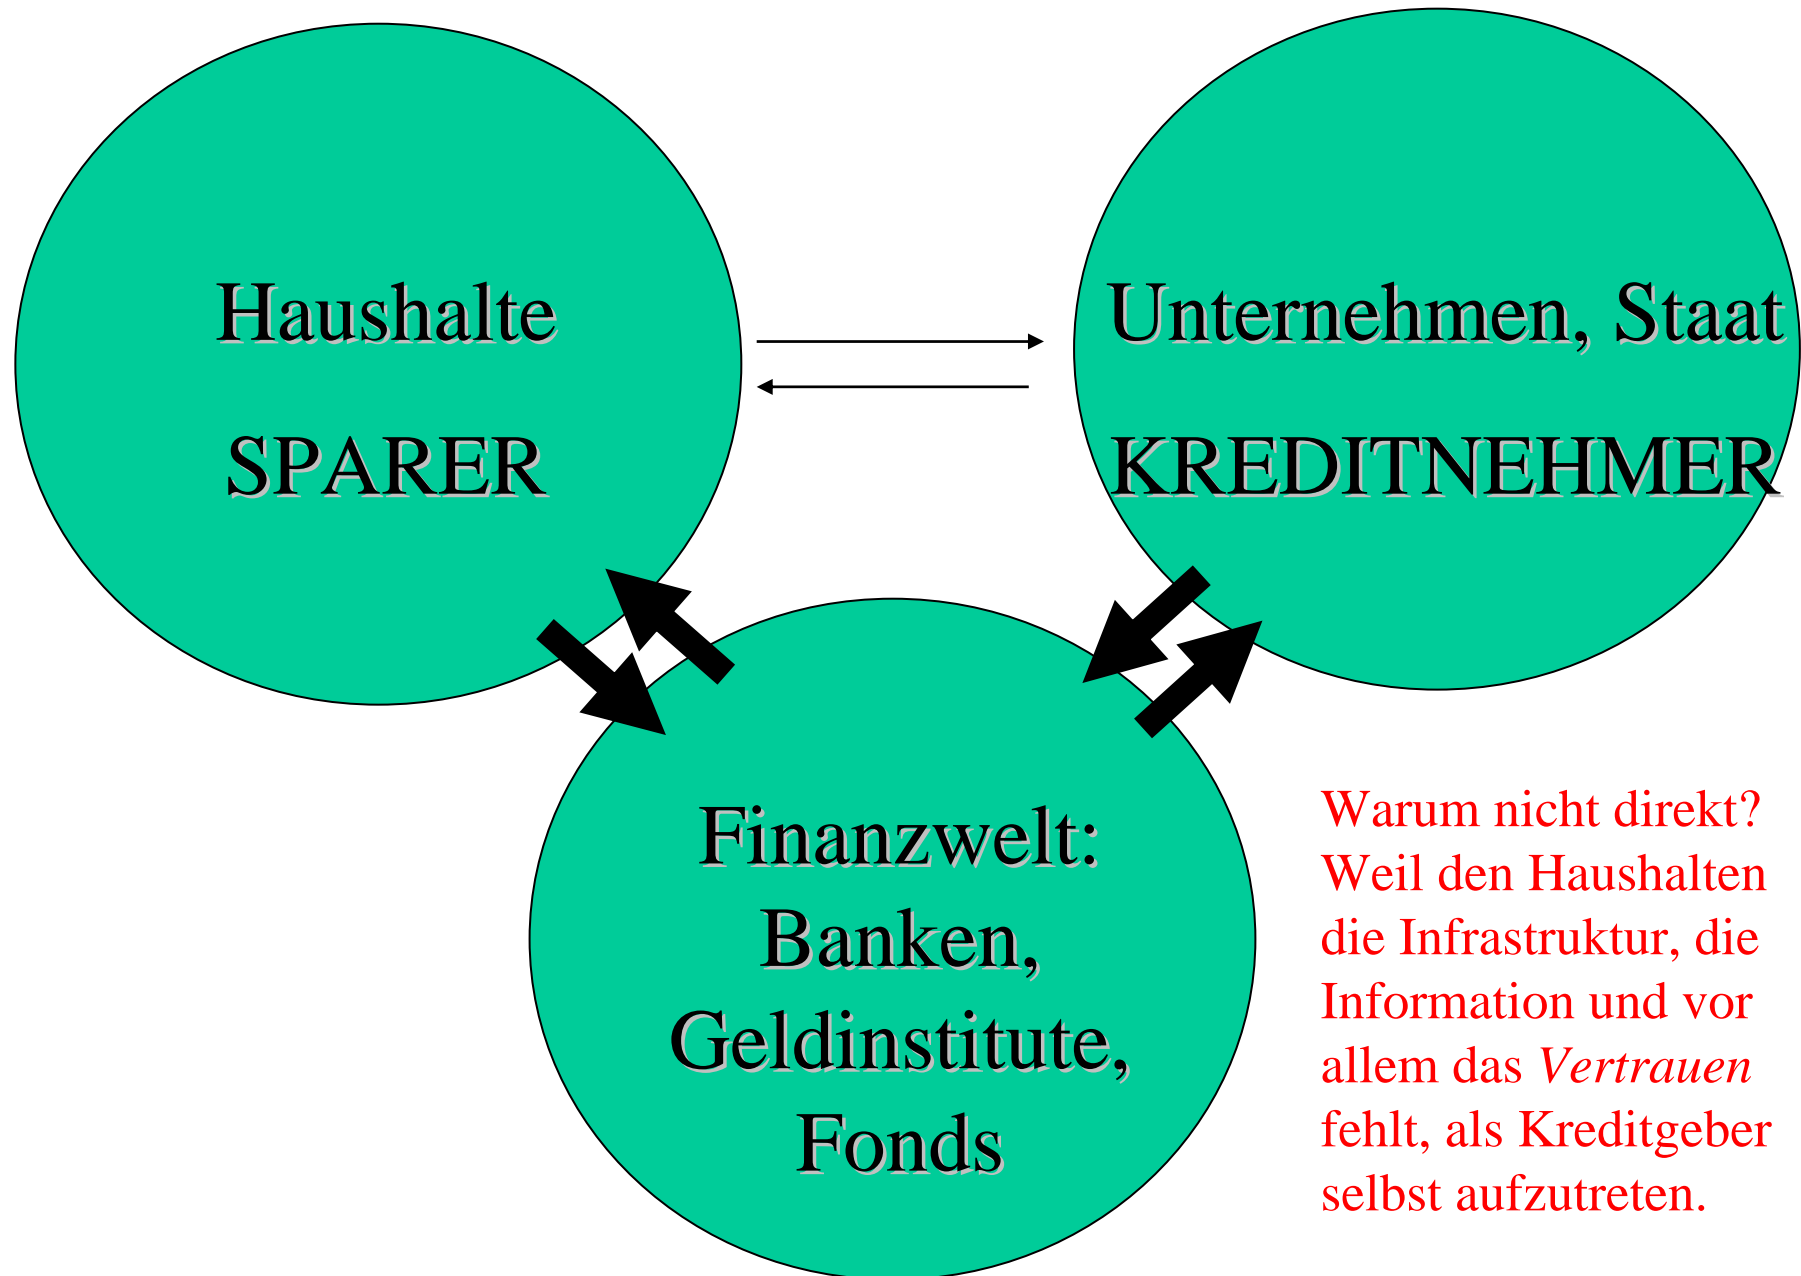 Haushalte
SPARER
Unternehmen, Staat
KREDITNEHMER
Finanzwelt:
Banken,
Geldinstitute,
Fonds
Warum nicht direkt?
Weil den Haushalten
die Infrastruktur, die
Information und vor
allem das Vertrauen
fehlt, als Kreditgeber
selbst aufzutreten.